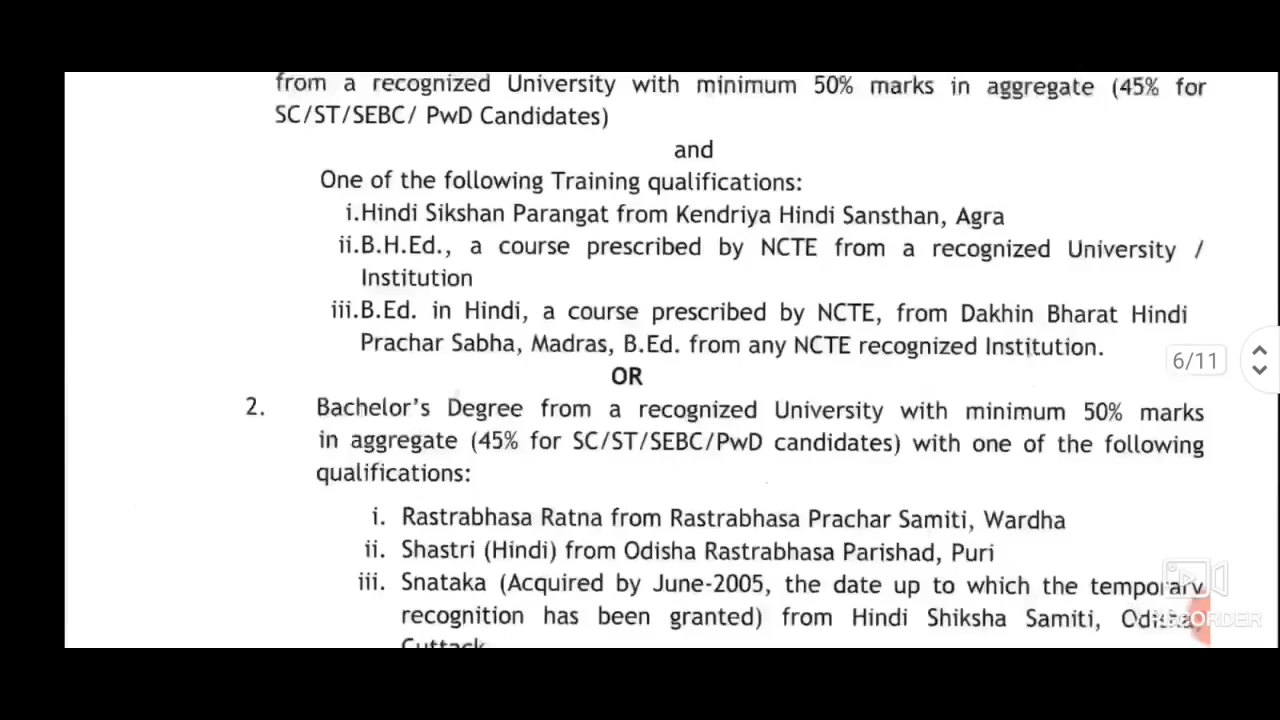 from a recognized University with minimum 50% marks in aggregate (45% for
SC/ST/SEBC/ PwD Candidates)
and
One of the following Training qualifications:
i.Hindi Sikshan Parangat from Kendriya Hindi Sansthan, Agra
ii.B.H.Ed., a course prescribed by NCTE from a recognized University /
Institution
iii.B.Ed. in Hindi, a course prescribed by NCTE, from Dakhin Bharat Hindi
Prachar Sabha, Madras, B.Ed. from any NCTE recognized Institution.
6/11
OR
2. Bachelor's Degree from a recognized University with minimum 50% marks
in aggregate (45% for SC/ST/SEBC/PwD candidates) with one of the following
qualifications:
i. Rastrabhasa Ratna from Rastrabhasa Prachar Samiti, Wardha
ii. Shastri (Hindi) from Odisha Rastrabhasa Parishad, Puri
iii. Snataka (Acquired by June-2005, the date up to which the temporary
recognition has been granted) from Hindi Shiksha Samiti, Odisha,
Cuttack